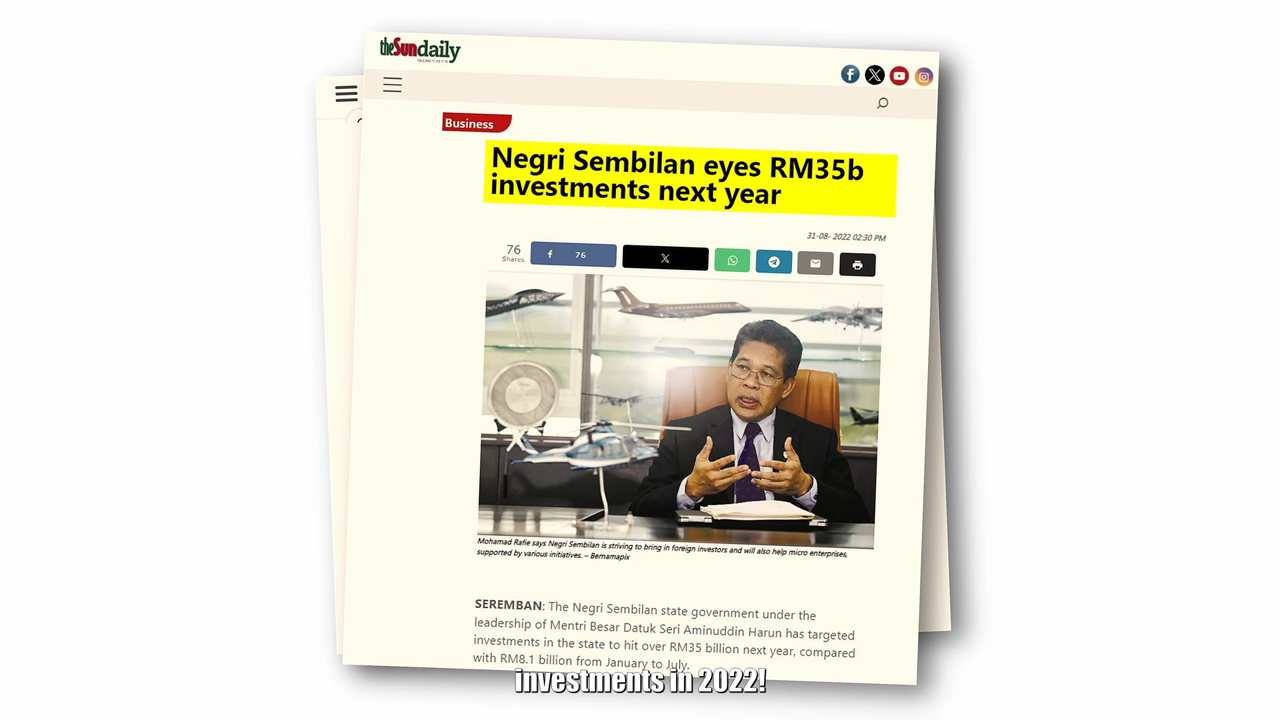 theSundaily
Business
Negri Sembilan eyes RM35b
investments next year
31-08- 2022 02:30 PM
76
Shares
76
Mohamad Rafie says Negri Sembilan is striving to bring in foreign investors and will also help micro enterprises,
supported by various initiatives. – Bernamapix
SEREMBAN: The Negri Sembilan state government under the
leadership of Mentri Besar Datuk Seri Aminuddin Harun has targeted
investments in the state to hit over RM35 billion next year, compared
with RM8.1 billion from January to July.
investments in 2022!